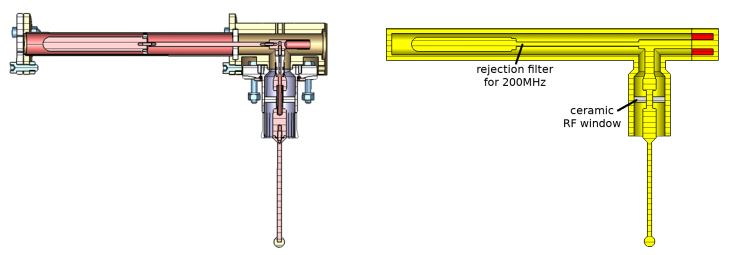 rejection filter
for 200MHz
ceramic
RF window